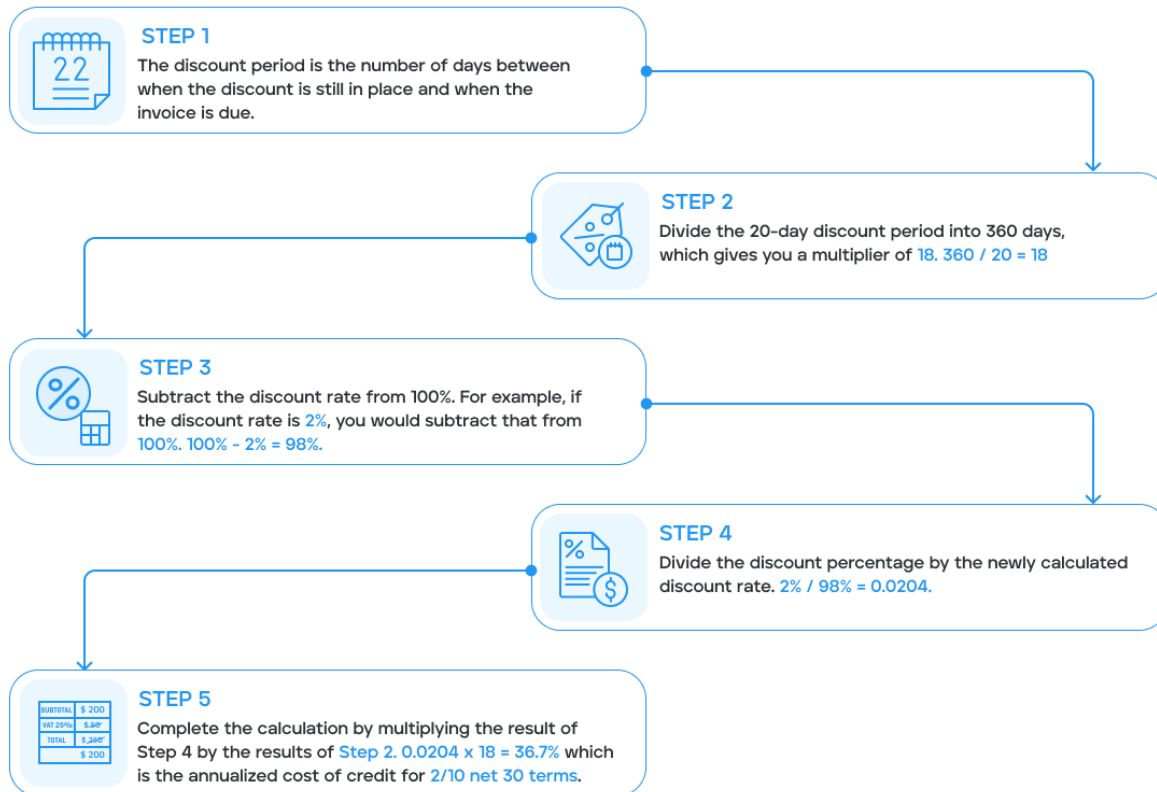 22
STEP 1
The discount period is the number of days between
when the discount is still in place and when the
invoice is due.
STEP 2
Divide the 20-day discount period into 360 days,
which gives you a multiplier of 18. 360 / 20 = 18
%
STEP 3
Subtract the discount rate from 100%. For example, if
the discount rate is 2%, you would subtract that from
100%. 100% - 2% = 98%.
%
$
STEP 4
Divide the discount percentage by the newly calculated
discount rate. 2% / 98% = 0.0204.
SUBTOTAL $ 200
VAT 25% $ 50
TOTAL $ 250
$ 200
STEP 5
Complete the calculation by multiplying the result of
Step 4 by the results of Step 2. 0.0204 x 18 = 36.7% which
is the annualized cost of credit for 2/10 net 30 terms.